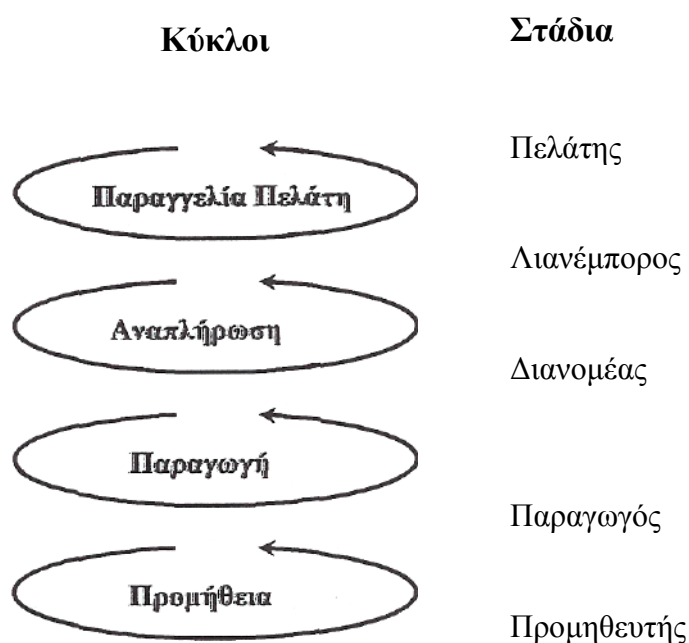 Κύκλοι
Στάδια
Πελάτης
Παραγγελία Πελάτη
Λιανέμπορος
Αναπλήρωση
Διανομέας
Παραγωγή
Παραγωγός
Προμήθεια
Προμηθευτής